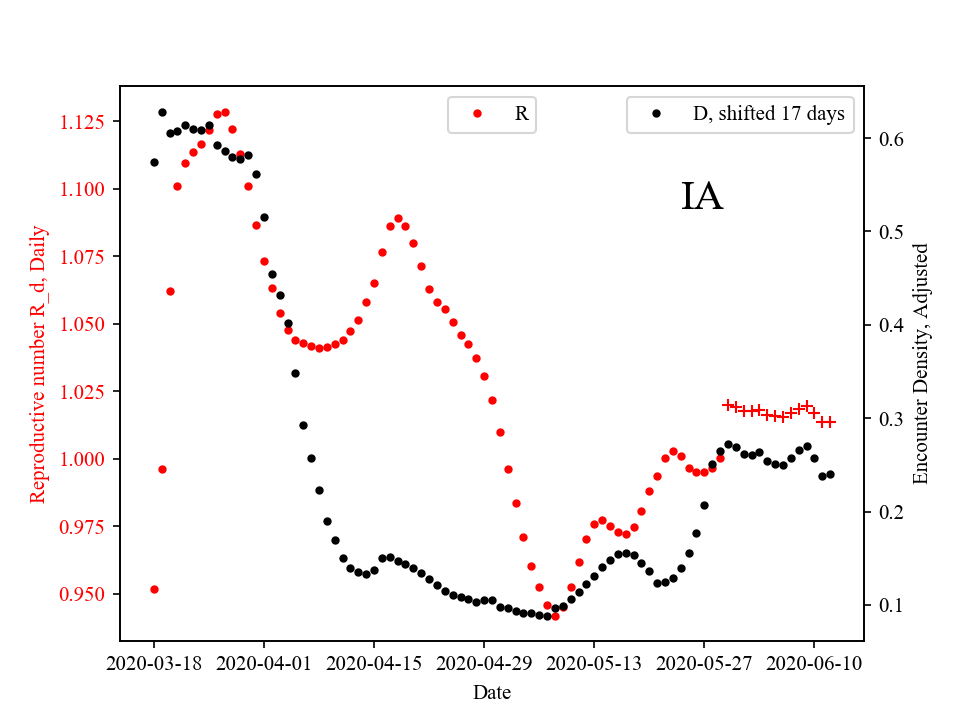 R
D, shifted 17 days
IA
Reproductive number R_d, Daily
1.125
1.100
1.075
1.050
1.025
1.000
0.975
0.950
0.6
0.5
0.4
0.3
0.2
0.1
Encounter Density, Adjusted
2020-03-18 2020-04-01 2020-04-15 2020-04-29 2020-05-13 2020-05-27 2020-06-10
Date